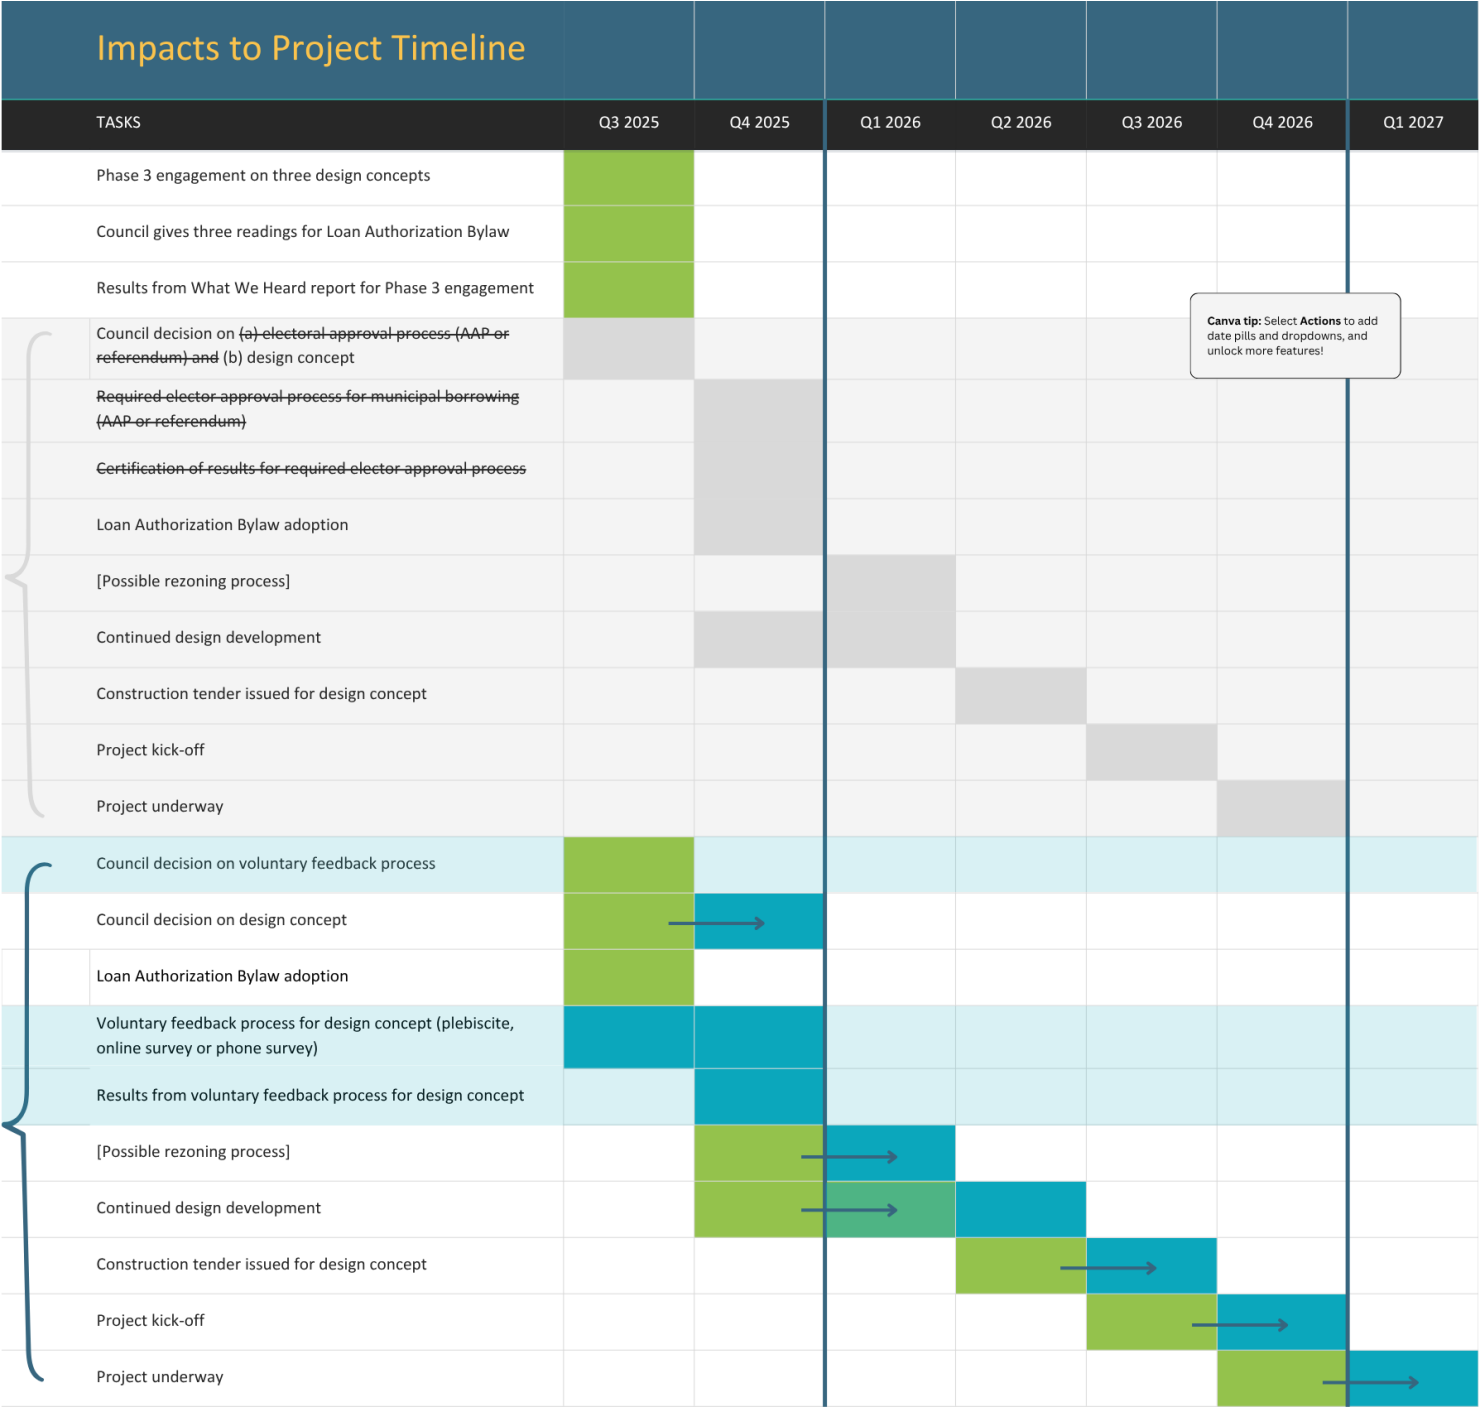 Impacts to Project Timeline
TASKS Q3 2025 Q4 2025 Q1 2026 Q2 2026 Q3 2026 Q4 2026 Q1 2027
Phase 3 engagement on three design concepts
Council gives three readings for Loan Authorization Bylaw
Results from What We Heard report for Phase 3 engagement
Canva tip: Select Actions to add
date pills and dropdowns, and
unlock more features!
Council decision on (a) electoral approval process (AAP or
referendum) and (b) design concept
Required elector approval process for municipal borrowing
(AAP or referendum)
Certification of results for required elector approval process
Loan Authorization Bylaw adoption
[Possible rezoning process]
Continued design development
Construction tender issued for design concept
Project kick-off
Project underway
Council decision on voluntary feedback process
Council decision on design concept
Loan Authorization Bylaw adoption
Voluntary feedback process for design concept (plebiscite,
online survey or phone survey)
Results from voluntary feedback process for design concept
[Possible rezoning process]
Continued design development
Construction tender issued for design concept
Project kick-off
Project underway